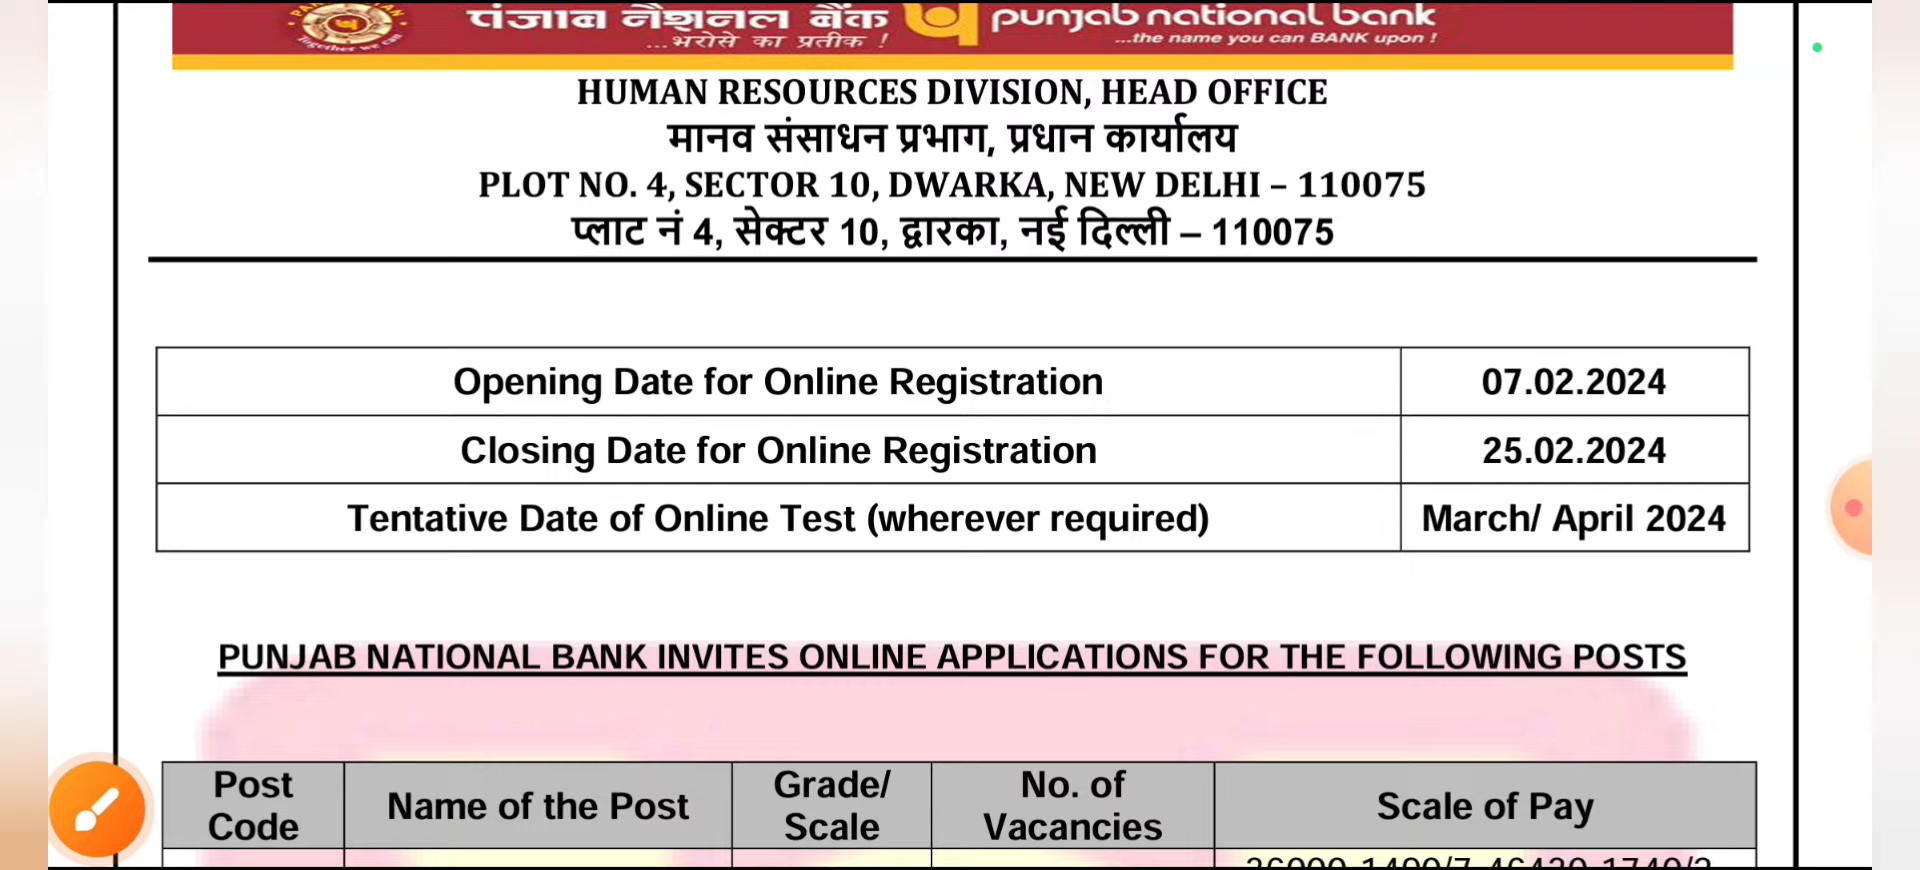 Together we can
पंजाब नैशनल बैंक
...भरोसे का प्रतीक !
punjab national bank
...the name you can BANK upon !
HUMAN RESOURCES DIVISION, HEAD OFFICE
मानव संसाधन प्रभाग, प्रधान कार्यालय
PLOT NO. 4, SECTOR 10, DWARKA, NEW DELHI – 110075
प्लाट नं 4, सेक्टर 10, द्वारका, नई दिल्ली – 110075
Opening Date for Online Registration 07.02.2024
Closing Date for Online Registration 25.02.2024
Tentative Date of Online Test (wherever required) March/ April 2024
PUNJAB NATIONAL BANK INVITES ONLINE APPLICATIONS FOR THE FOLLOWING POSTS
Post Code
Name of the Post
Grade/ Scale
No. of Vacancies
Scale of Pay